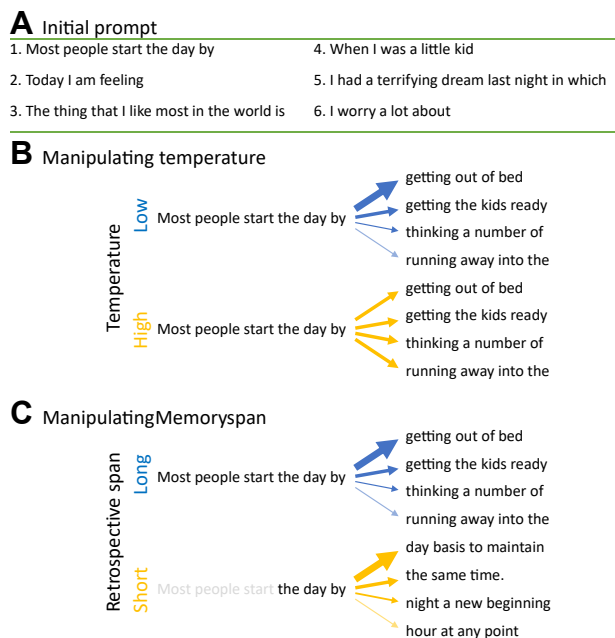 A Initial prompt
1. Most people start the day by
2. Today I am feeling
3. The thing that I like most in the world is
4. When I was a little kid
5. I had a terrifying dream last night in which
6. I worry a lot about
B Manipulating temperature
Temperature
Low
Most people start the day by
getting out of bed
getting the kids ready
thinking a number of
running away into the
High
Most people start the day by
getting out of bed
getting the kids ready
thinking a number of
running away into the
C ManipulatingMemoryspan
Retrospective span
Long
Most people start the day by
getting out of bed
getting the kids ready
thinking a number of
running away into the
Short
Most people start the day by
day basis to maintain
the same time.
night a new beginning
hour at any point